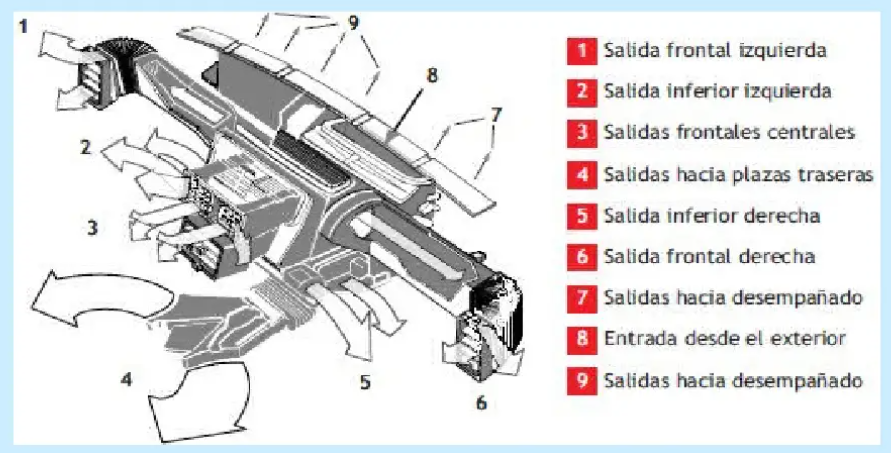 1
9
8
7
2
3
4
5
6
1 Salida frontal izquierda
2 Salida inferior izquierda
3 Salidas frontales centrales
4 Salidas hacia plazas traseras
5 Salida inferior derecha
6 Salida frontal derecha
7 Salidas hacia desempañado
8 Entrada desde el exterior
9 Salidas hacia desempañado